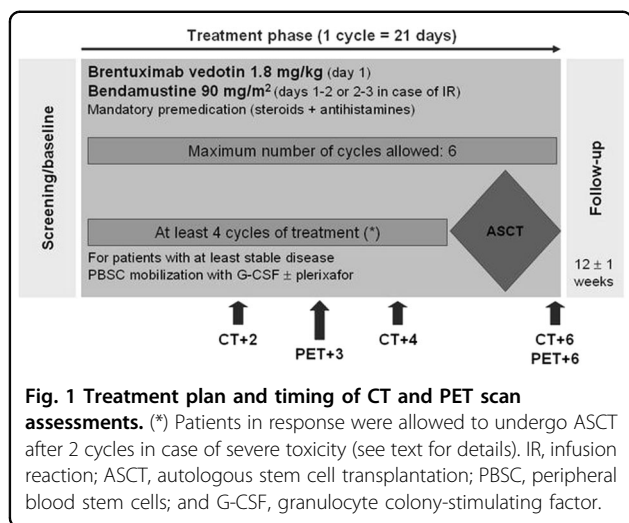 Treatment phase (1 cycle = 21 days)
Screening/baseline
Brentuximab vedotin 1.8 mg/kg (day 1)
Bendamustine 90 mg/m² (days 1-2 or 2-3 in case of IR)
Mandatory premedication (steroids + antihistamines)
Maximum number of cycles allowed: 6
At least 4 cycles of treatment (*)
ASCT
For patients with at least stable disease
PBSC mobilization with G-CSF ± plerixafor
Follow-up
12 ± 1
weeks
CT+2
PET+3
CT+4
CT+6
PET+6
Fig. 1 Treatment plan and timing of CT and PET scan
assessments. (*) Patients in response were allowed to undergo ASCT
after 2 cycles in case of severe toxicity (see text for details). IR, infusion
reaction; ASCT, autologous stem cell transplantation; PBSC, peripheral
blood stem cells; and G-CSF, granulocyte colony-stimulating factor.